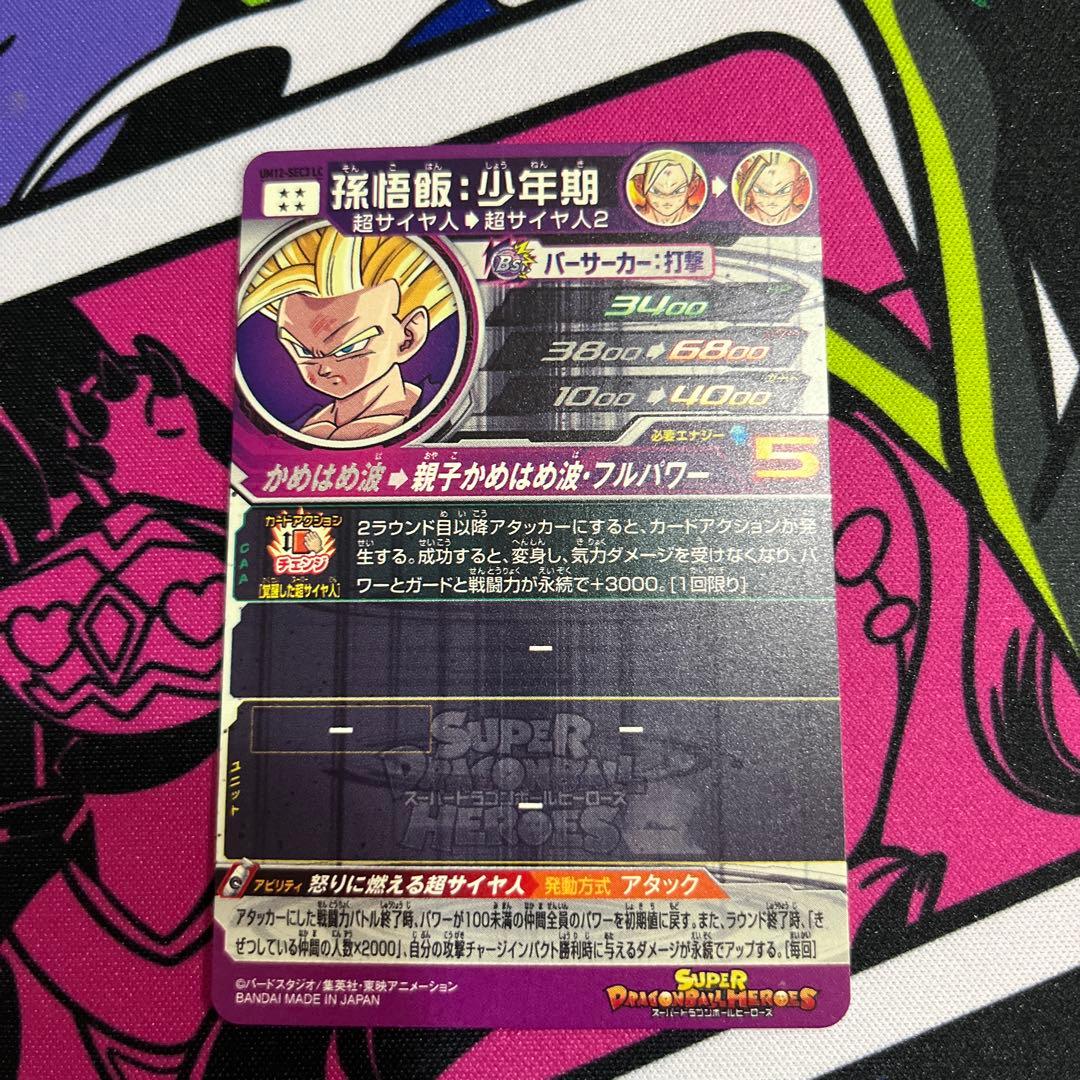 UM12-SEC3 LC
孫悟飯:少年期
超サイヤ人➡超サイヤ人2
Bs バーサーカー:打撃
3400
3800➡6800
1000➡4000
必要エナジー 5
かめはめ波➡親子かめはめ波・フルパワー
CAA
カードアクション
チェンジ
[覚醒した超サイヤ人]
2ラウンド目以降アタッカーにすると、カードアクションが発
生する。成功すると、変身し、気力ダメージを受けなくなり、パ
ワーとガードと戦闘力が永続で+3000。[1回限り]
ー
ユニット
ー ー
ー
SUPER
DRAGONBALL
スーパードラゴンボールヒーローズ
HEROES
アビリティ 怒りに燃える超サイヤ人 発動方式 アタック
アタッカーにした戦闘力バトル終了時、パワーが100未満の仲間全員のパワーを初期値に戻す。また、ラウンド終了時、「き
ぜつしている仲間の人数×2000」、自分の攻撃チャージインパクト勝利時に与えるダメージが永続でアップする。[毎回]
©バードスタジオ/集英社・東映アニメーション
BANDAI MADE IN JAPAN
SUPER
DRAGONBALL HEROES
スーパードラゴンボールヒーローズ